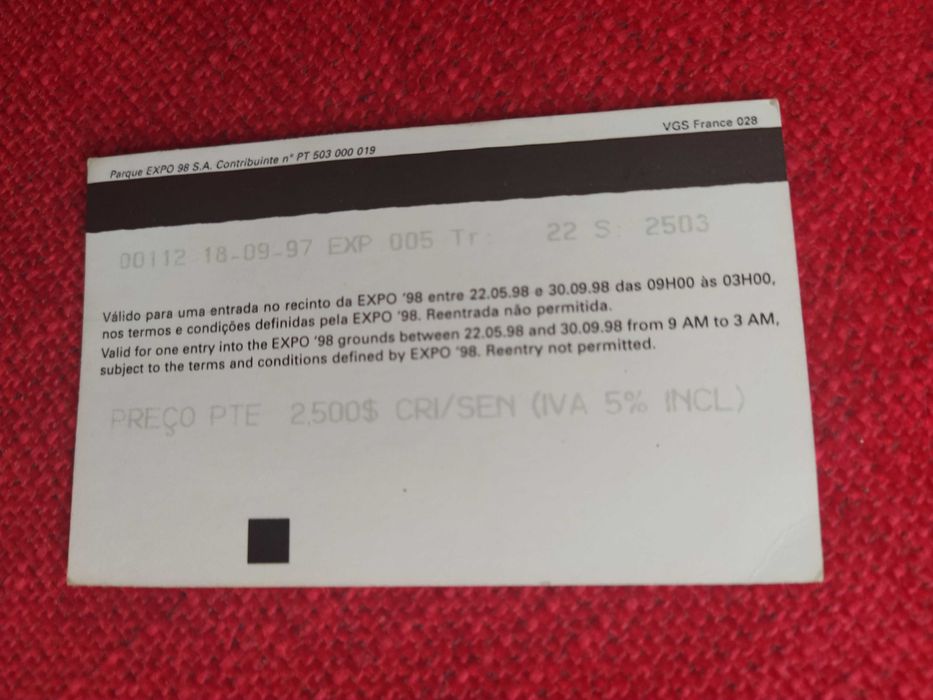 Parque EXPO 98 S.A. Contribuinte n° PT 503 000 019
VGS France 028
00112 18-09-97 EXP 005 Tr: 22 S: 2503
Válido para uma entrada no recinto da EXPO '98 entre 22.05.98 e 30.09.98 das 09H00 às 03H00,
nos termos e condições definidas pela EXPO '98. Reentrada não permitida.
Valid for one entry into the EXPO '98 grounds between 22.05.98 and 30.09.98 from 9 AM to 3 AM,
subject to the terms and conditions defined by EXPO '98. Reentry not permitted.
PREÇO PTE 2,500$ CRI/SEN (IVA 5% INCL)